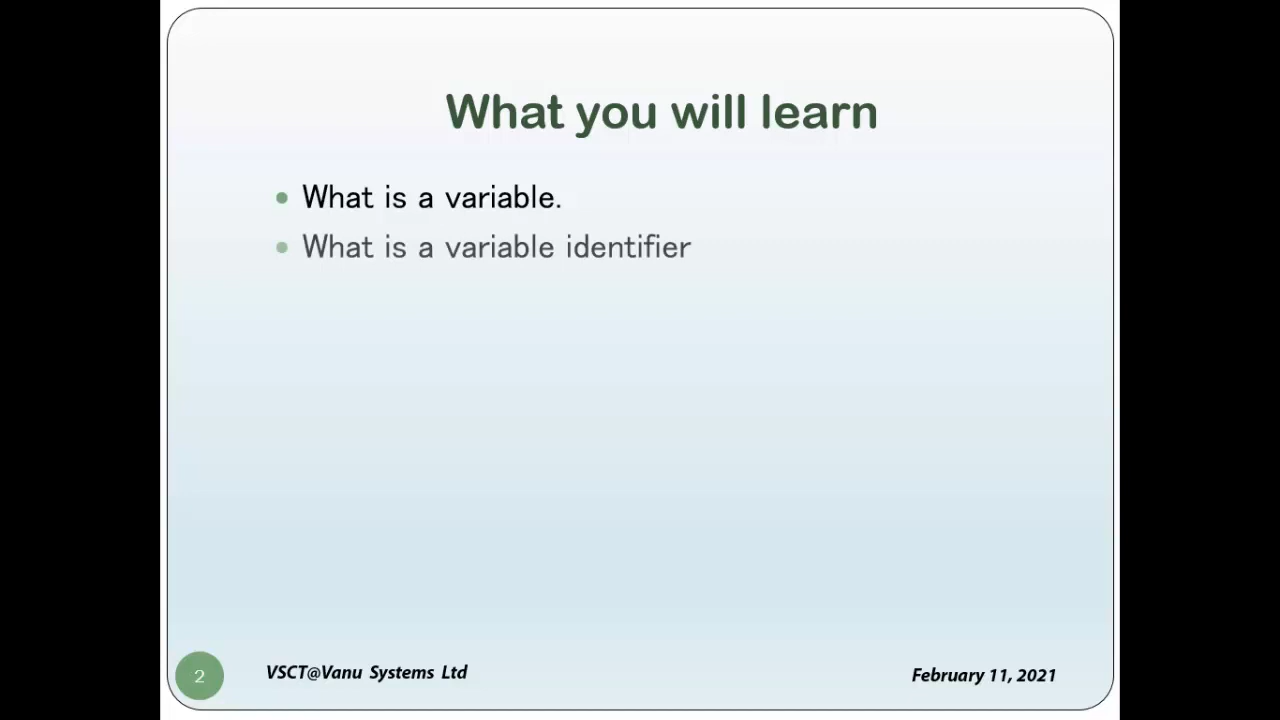 What you will learn
What is a variable.
What is a variable identifier
2
VSCT@Vanu Systems Ltd
February 11, 2021